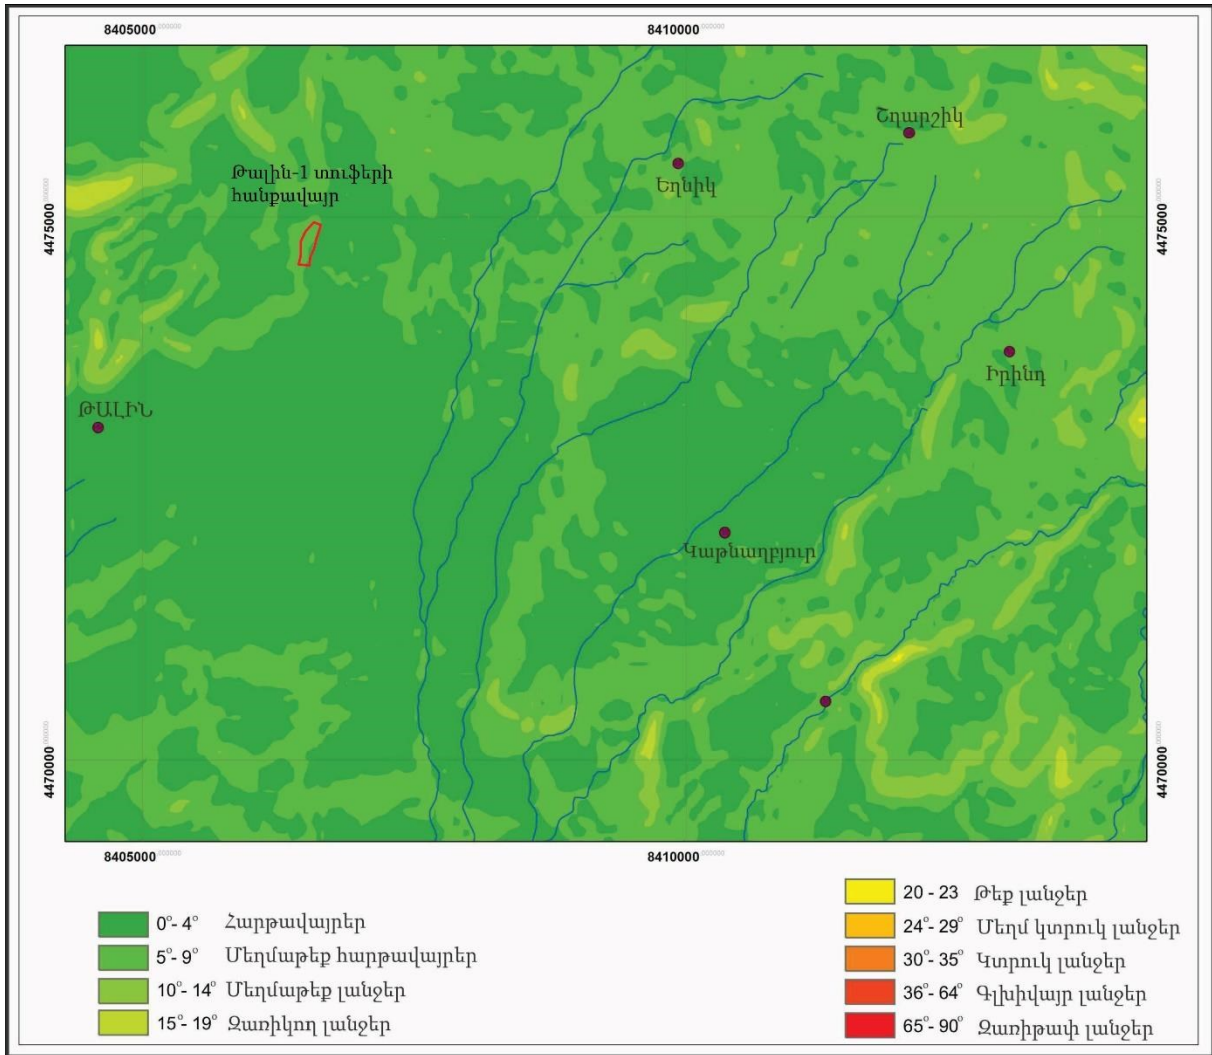 8405000 8410000
Շղարշիկ
Եղնիկ
Թալին-1 տուֆերի
հանքավայր
4475000 4475000
Իրինդ
ԹԱԼԻՆ
Կաթնաղբյուր
4470000 4470000
8405000 8410000
0°- 4° Հարթավայրեր
5°- 9° Մեղմաթեք հարթավայրեր
10°- 14° Մեղմաթեք լանջեր
15°- 19° Զառիկող լանջեր
20 - 23 Թեք լանջեր
24°- 29° Մեղմ կտրուկ լանջեր
30°- 35° Կտրուկ լանջեր
36°- 64° Գլխիվայր լանջեր
65°- 90° Զառիթափ լանջեր